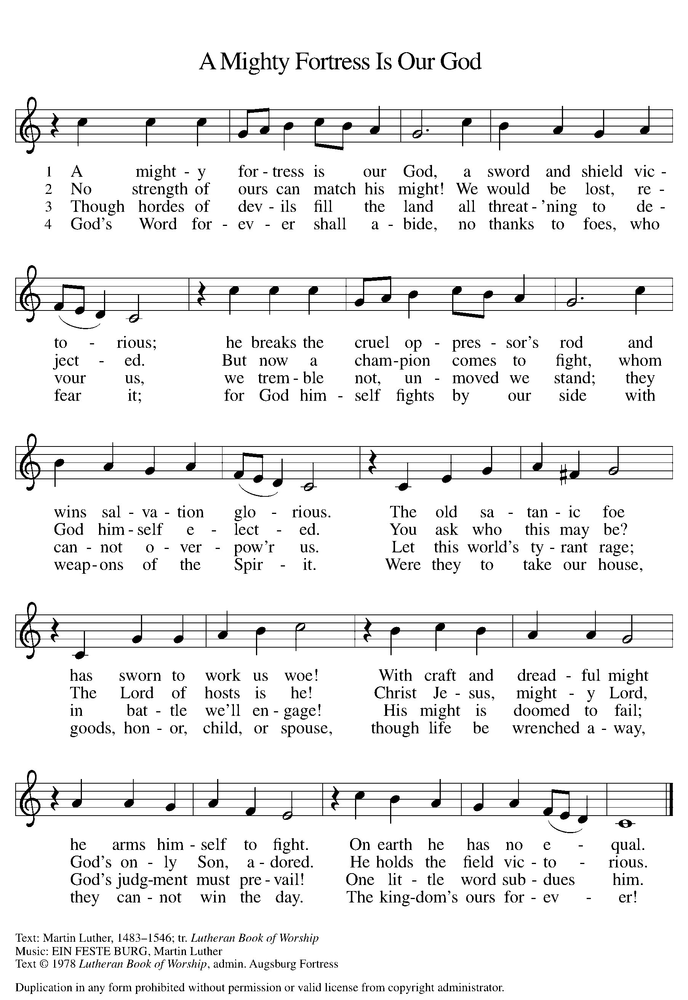 A Mighty Fortress Is Our God
1 A might - y for - tress is our God, a sword and shield vic -
2 No strength of ours can match his might! We would be lost, re -
3 Though hordes of dev - ils fill the land all threat - 'ning to de -
4 God's Word for - ev - er shall a - bide, no thanks to foes, who
to - rious; he breaks the cruel op - pres - sor's rod and
ject - ed. But now a cham - pion comes to fight, whom
vour us, we trem - ble not, un - moved we stand; they
fear it; for God him - self fights by our side with
wins sal - va - tion glo - rious. The old sa - tan - ic foe
God him - self e - lect - ed. You ask who this may be?
can - not o - ver - pow'r us. Let this world's ty - rant rage;
weap - ons of the Spir - it. Were they to take our house,
has sworn to work us woe! With craft and dread - ful might
The Lord of hosts is he! Christ Je - sus, might - y Lord,
in bat - tle we'll en - gage! His might is doomed to fail;
goods, hon - or, child, or spouse, though life be wrenched a - way,
he arms him - self to fight. On earth he has no e - qual.
God's on - ly Son, a - dored. He holds the field vic - to - rious.
God's judg - ment must pre - vail! One lit - tle word sub - dues him.
they can - not win the day. The king - dom's ours for - ev - er!
Text: Martin Luther, 1483–1546; tr. Lutheran Book of Worship
Music: EIN FESTE BURG, Martin Luther
Text © 1978 Lutheran Book of Worship, admin. Augsburg Fortress
Duplication in any form prohibited without permission or valid license from copyright administrator.